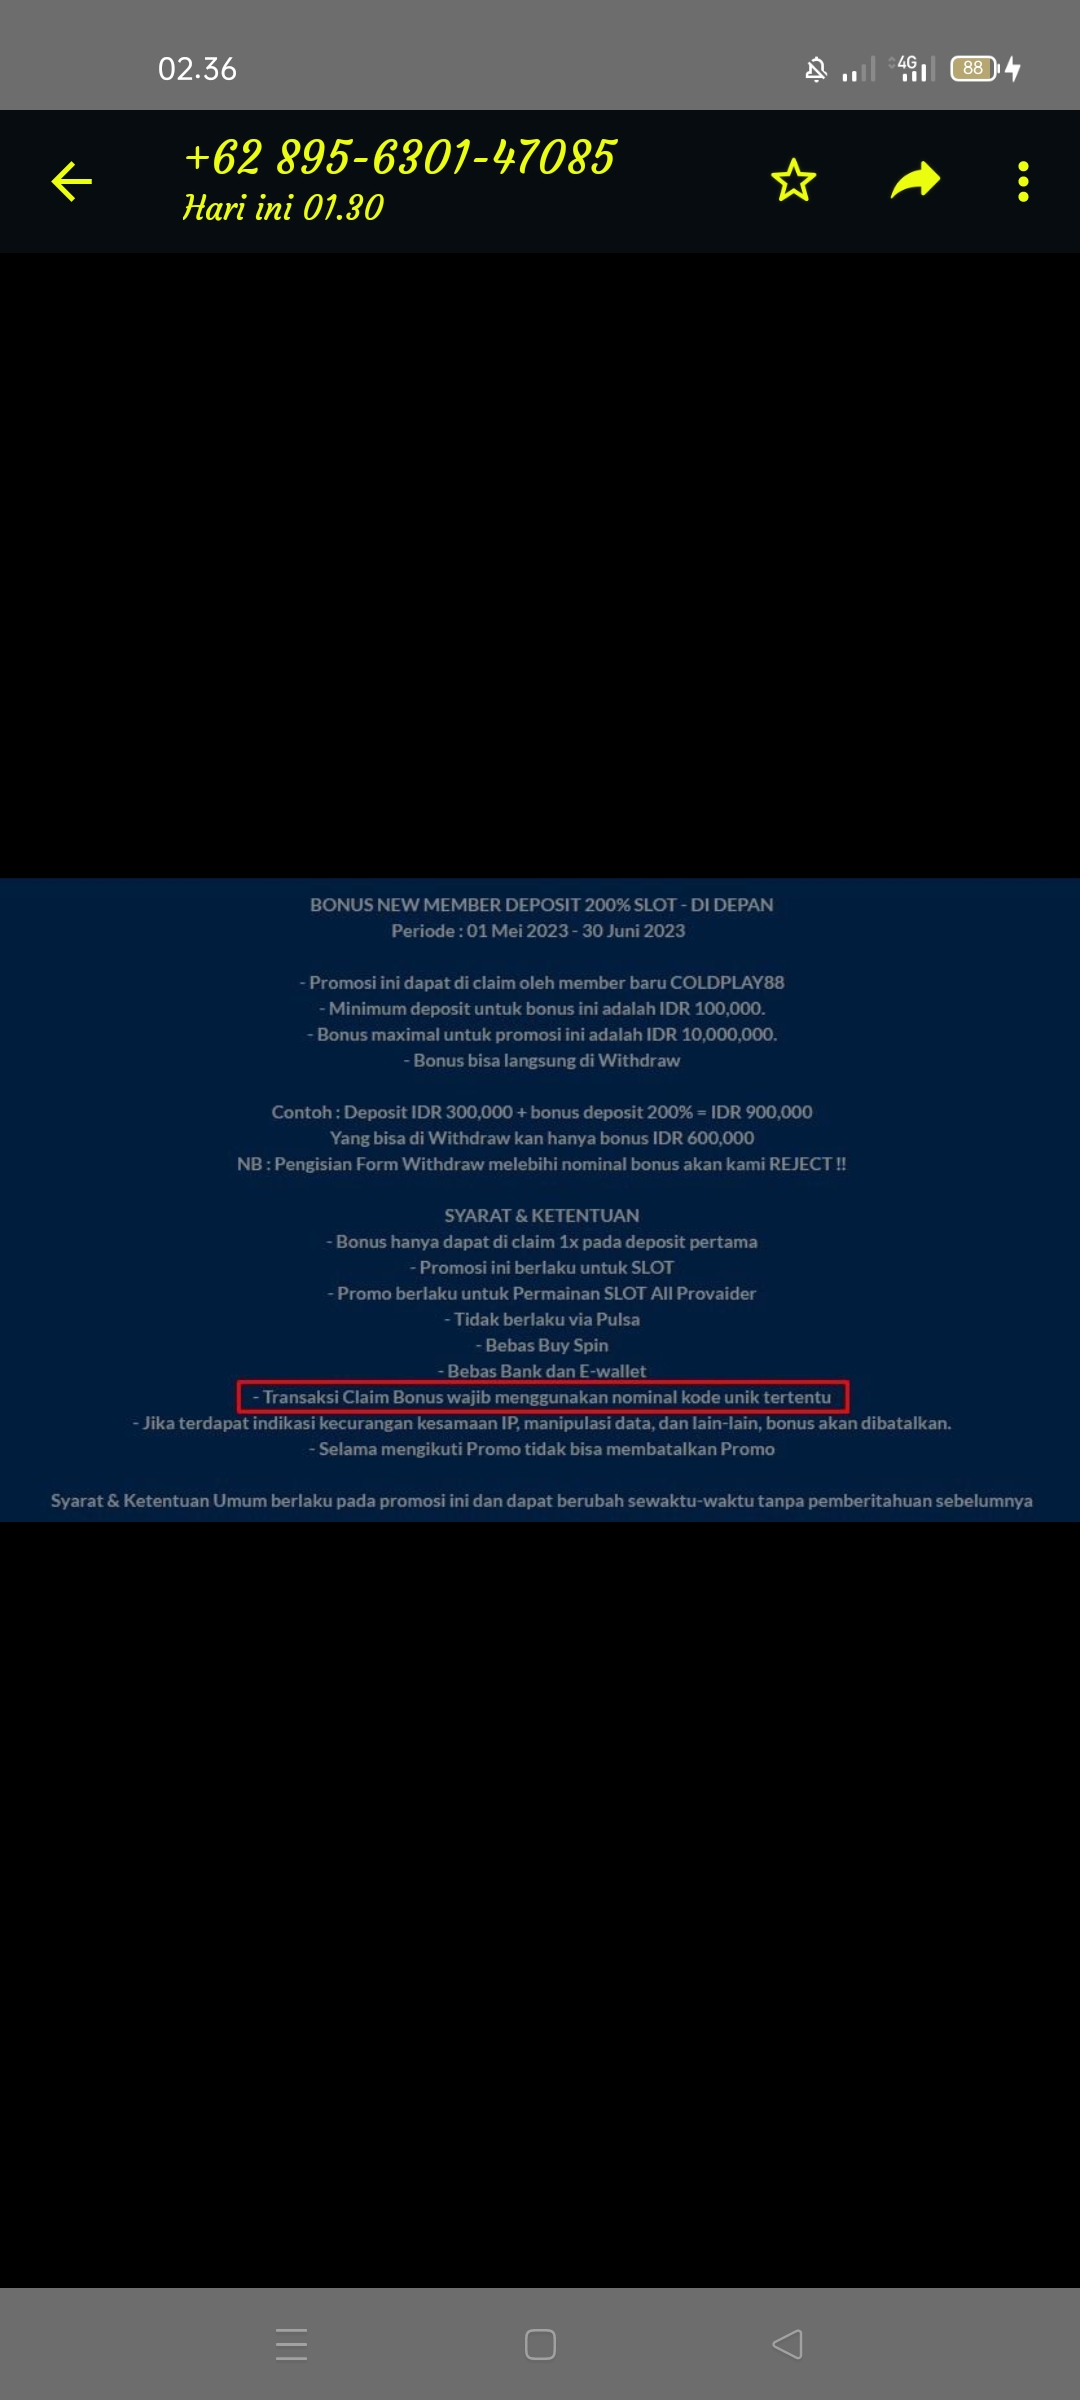 02.36
4G
88
+62 895-6301-47085
Hari ini 01.30
BONUS NEW MEMBER DEPOSIT 200% SLOT - DI DEPAN
Periode : 01 Mei 2023 - 30 Juni 2023
- Promosi ini dapat di claim oleh member baru COLDPLAY88
- Minimum deposit untuk bonus ini adalah IDR 100,000.
- Bonus maximal untuk promosi ini adalah IDR 10,000,000.
- Bonus bisa langsung di Withdraw
Contoh : Deposit IDR 300,000 + bonus deposit 200% = IDR 900,000
Yang bisa di Withdraw kan hanya bonus IDR 600,000
NB : Pengisian Form Withdraw melebihi nominal bonus akan kami REJECT !!
SYARAT & KETENTUAN
- Bonus hanya dapat di claim 1x pada deposit pertama
- Promosi ini berlaku untuk SLOT
- Promo berlaku untuk Permainan SLOT All Provaider
- Tidak berlaku via Pulsa
- Bebas Buy Spin
- Bebas Bank dan E-wallet
- Transaksi Claim Bonus wajib menggunakan nominal kode unik tertentu
- Jika terdapat indikasi kecurangan kesamaan IP, manipulasi data, dan lain-lain, bonus akan dibatalkan.
- Selama mengikuti Promo tidak bisa membatalkan Promo
Syarat & Ketentuan Umum berlaku pada promosi ini dan dapat berubah sewaktu-waktu tanpa pemberitahuan sebelumnya